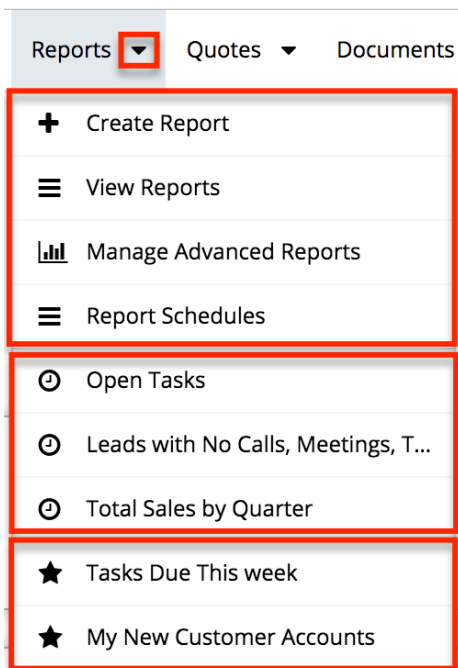 Reports Quotes Documents
Create Report
View Reports
Manage Advanced Reports
Report Schedules
Open Tasks
Leads with No Calls, Meetings, T...
Total Sales by Quarter
Tasks Due This week
My New Customer Accounts